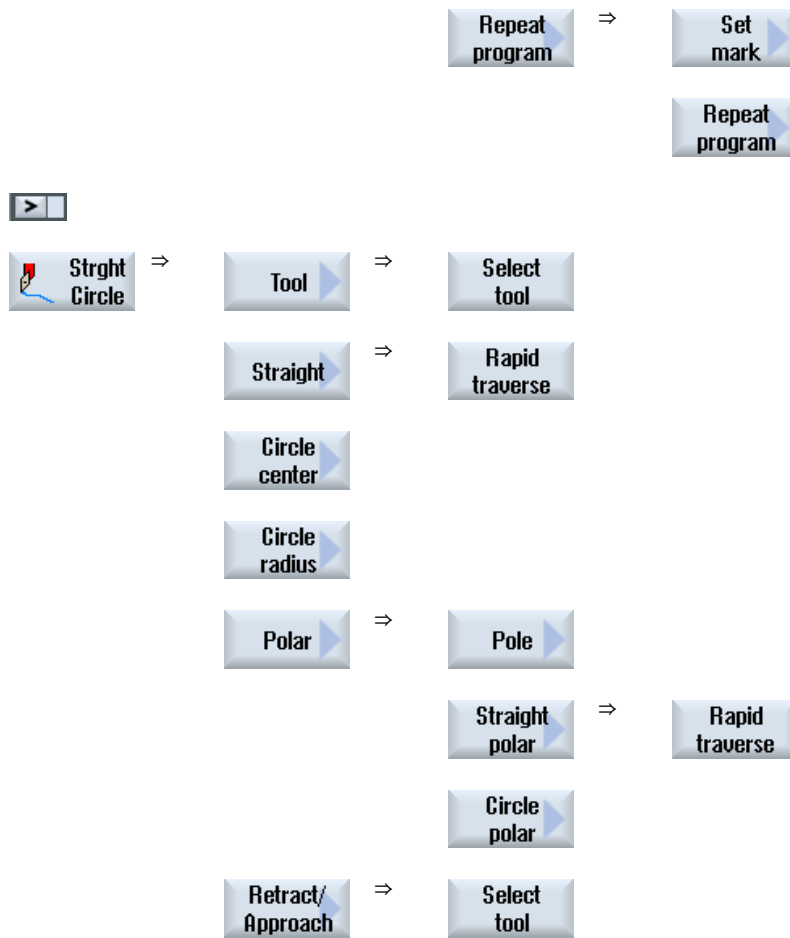 Repeat
program
⇒
Set
mark
Repeat
program
>
Strght
Circle
⇒
Tool
⇒
Select
tool
Straight
⇒
Rapid
traverse
Circle
center
Circle
radius
Polar
⇒
Pole
Straight
polar
⇒
Rapid
traverse
Circle
polar
Retract/
Approach
⇒
Select
tool